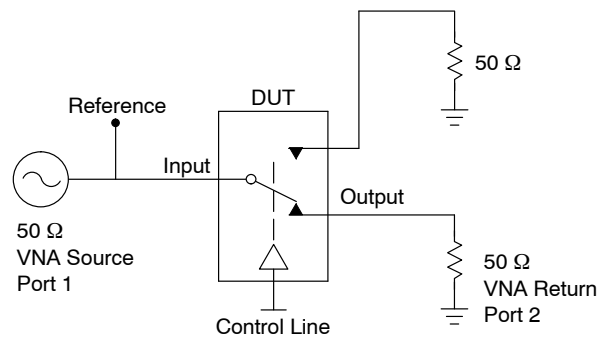 50 Ω
DUT
Reference
Input
Output
50 Ω
VNA Source
Port 1
50 Ω
VNA Return
Port 2
Control Line